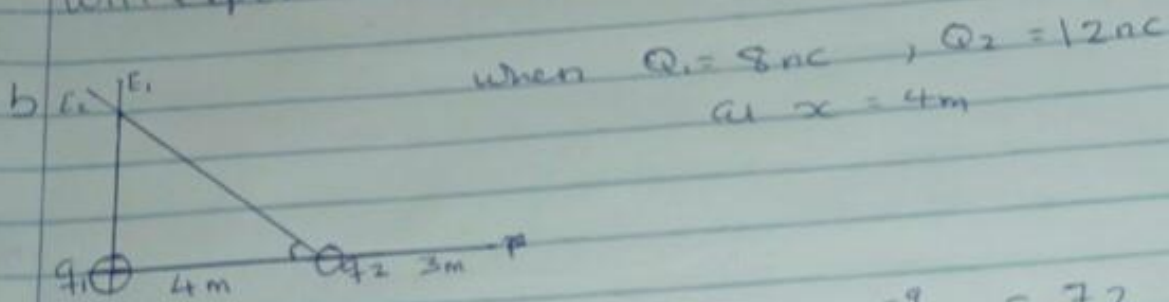 b E₁ when Q₁ = 8nc , Q₂ = 12nc
at x = 4m
q₁ 4m q₂ 3m P